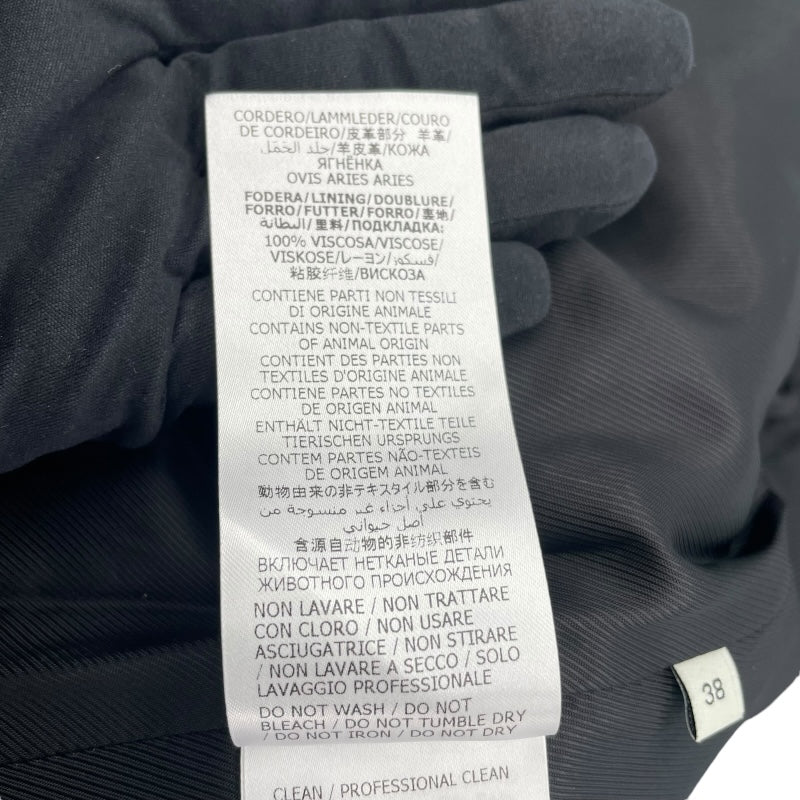 CORDERO/LAMMLEDER/COURO
DE CORDEIRO/皮革部分 羊革/
جلد الحَمَل/羊皮革/КОЖА
ЯГНЁНКА
OVIS ARIES ARIES
FODERA/LINING/DOUBLURE/
FORRO/FUTTER/FORRO/裏地/
البطانة/里料/ПОДКЛАДКА:
100% VISCOSA/VISCOSE/
VISKOSE/レーヨン/فسكوز/
粘胶纤维/ВИСКОЗА
CONTIENE PARTI NON TESSILI
DI ORIGINE ANIMALE
CONTAINS NON-TEXTILE PARTS
OF ANIMAL ORIGIN
CONTIENT DES PARTIES NON
TEXTILES D'ORIGINE ANIMALE
CONTIENE PARTES NO TEXTILES
DE ORIGEN ANIMAL
ENTHÄLT NICHT-TEXTILE TEILE
TIERISCHEN URSPRUNGS
CONTEM PARTES NÃO-TEXTEIS
DE ORIGEM ANIMAL
動物由来の非テキスタイル部分を含む
يحتوي على أجزاء غير منسوجة من
أصل حيواني
含源自动物的非纺织部件
ВКЛЮЧАЕТ НЕТКАНЫЕ ДЕТАЛИ
ЖИВОТНОГО ПРОИСХОЖДЕНИЯ
NON LAVARE / NON TRATTARE
CON CLORO / NON USARE
ASCIUGATRICE / NON STIRARE
/ NON LAVARE A SECCO / SOLO
LAVAGGIO PROFESSIONALE
DO NOT WASH / DO NOT
BLEACH / DO NOT TUMBLE DRY
/ DO NOT IRON / DO NOT DRY
CLEAN / PROFESSIONAL CLEAN
38